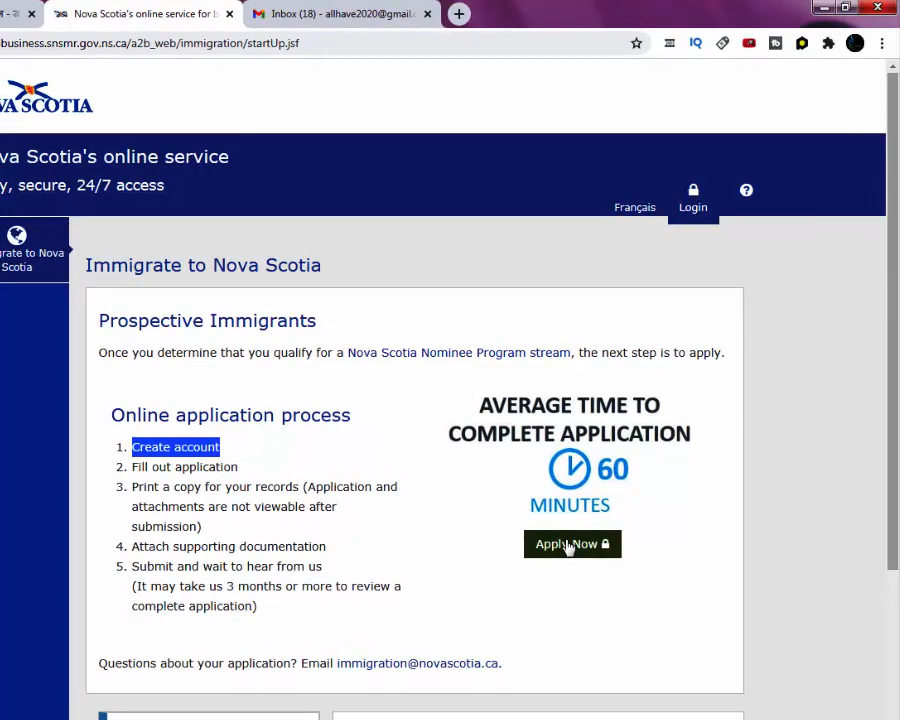 Nova Scotia's online service for b
Inbox (18) - allhave2020@gmail.
business.snsmr.gov.ns.ca/a2b_web/immigration/startUp.jsf
IQ
VA SCOTIA
va Scotia's online service
y, secure, 24/7 access
Français
Login
grate to Nova
Scotia
Immigrate to Nova Scotia
Prospective Immigrants
Once you determine that you qualify for a Nova Scotia Nominee Program stream, the next step is to apply.
Online application process
1. Create account
2. Fill out application
3. Print a copy for your records (Application and
attachments are not viewable after
submission)
4. Attach supporting documentation
5. Submit and wait to hear from us
(It may take us 3 months or more to review a
complete application)
AVERAGE TIME TO
COMPLETE APPLICATION
60
MINUTES
Apply Now
Questions about your application? Email immigration@novascotia.ca.